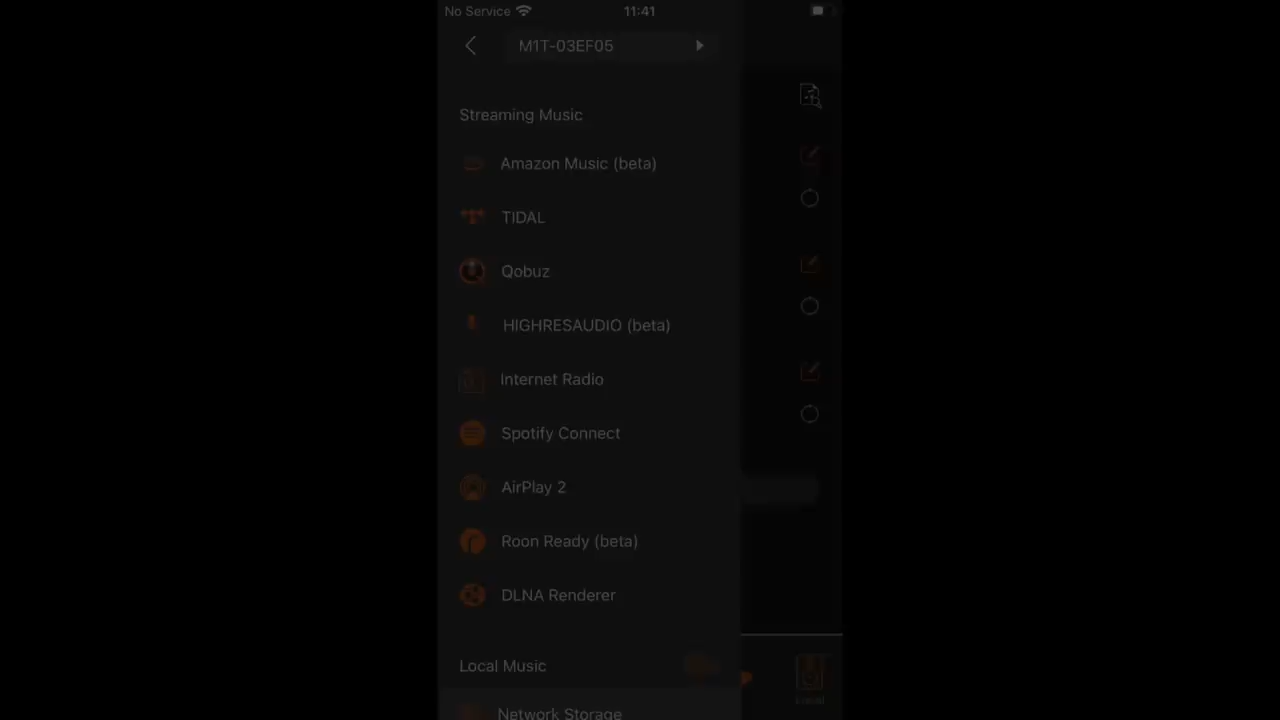 No Service
11:41
M1T-03EF05
Streaming Music
Amazon Music (beta)
TIDAL
Qobuz
HIGHRESAUDIO (beta)
Internet Radio
Spotify Connect
AirPlay 2
Roon Ready (beta)
DLNA Renderer
Local Music
Network Storage